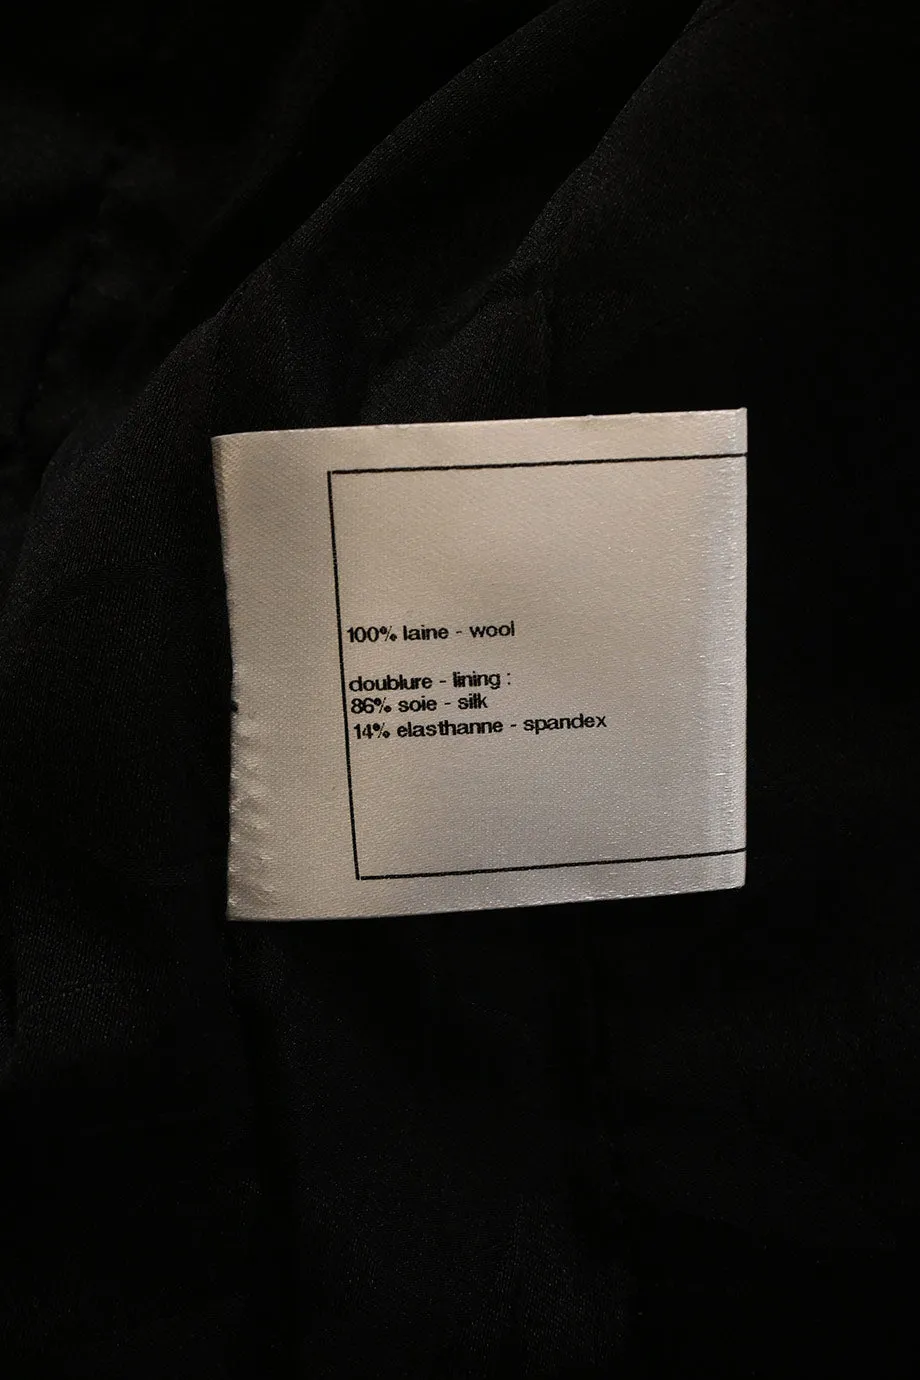 100% laine - wool
doublure - lining :
86% soie - silk
14% elasthanne - spandex